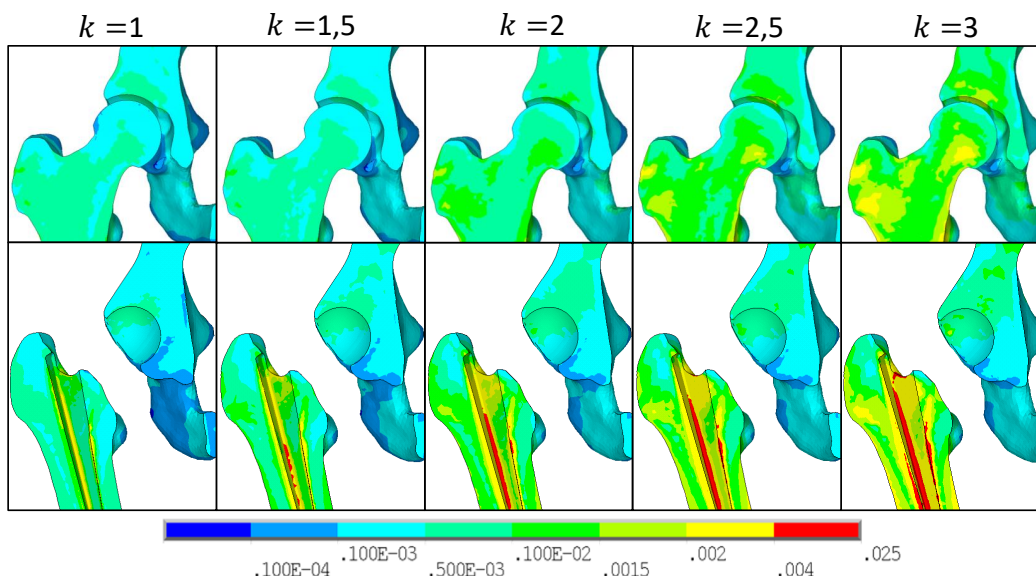 k =1 k =1,5 k =2 k =2,5 k =3
.100E-03 .100E-02 .002 .025
.100E-04 .500E-03 .0015 .004